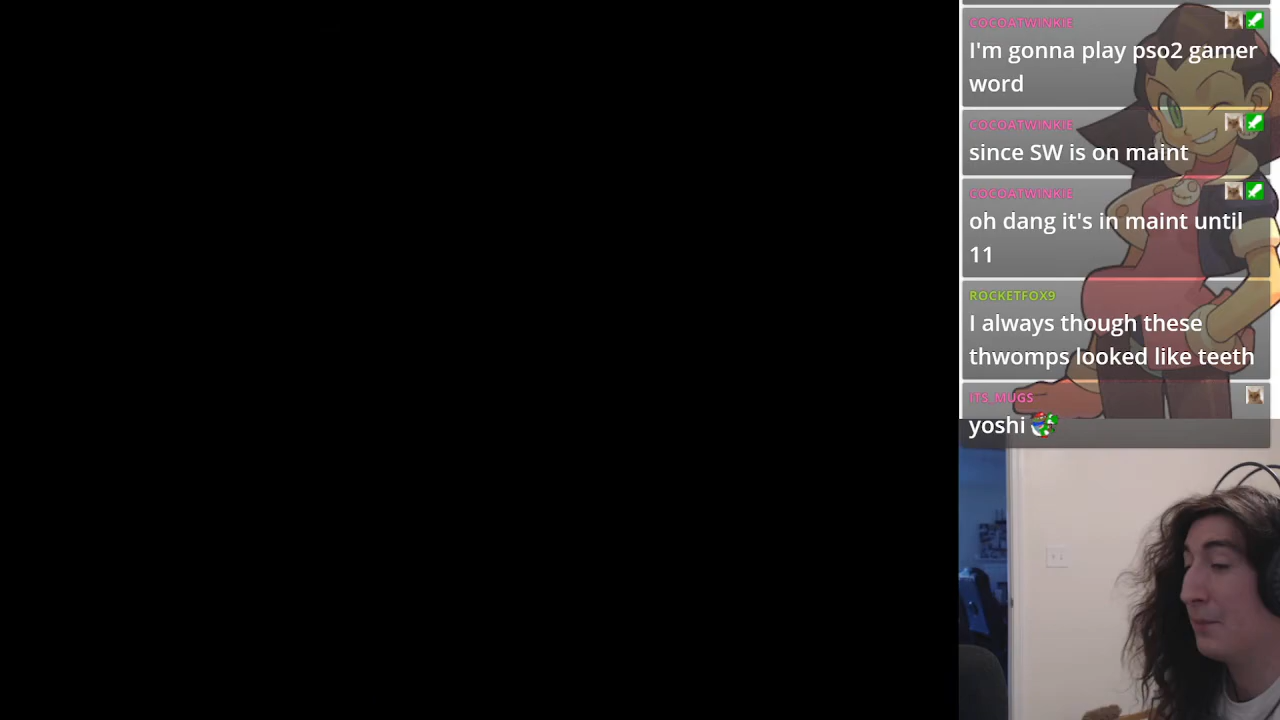 COCOATWINKIE
I'm gonna play pso2 gamer
word
COCOATWINKIE
since SW is on maint
COCOATWINKIE
oh dang it's in maint until
11
ROCKETFOX9
I always though these
thwomps looked like teeth
ITS_MUGS
yoshi